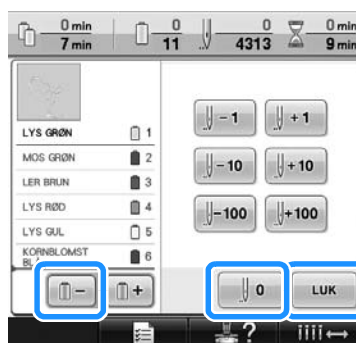 0 min
7 min
0
11
0
4313
0 min
9 min
LYS GRØN 1
MOS GRØN 2
LER BRUN 3
LYS RØD 4
LYS GUL 5
KORNBLOMST
BLÅ 6
- 1
+ 1
- 10
+ 10
-100
+100
-
+
0
LUK
?